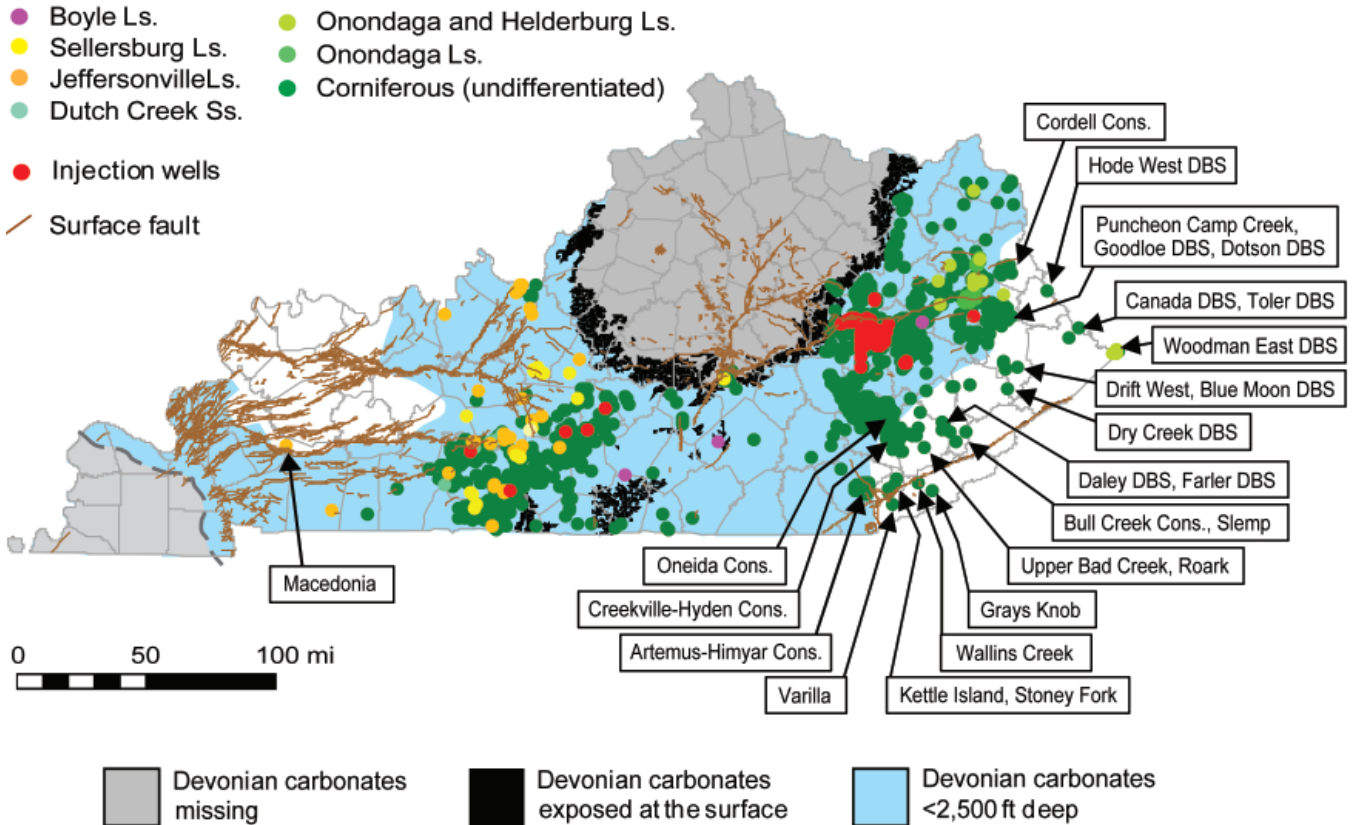 Boyle Ls.
Sellersburg Ls.
JeffersonvilleLs.
Dutch Creek Ss.
Injection wells
Surface fault
Onondaga and Helderburg Ls.
Onondaga Ls.
Corniferous (undifferentiated)
Cordell Cons.
Hode West DBS
Puncheon Camp Creek,
Goodloe DBS, Dotson DBS
Canada DBS, Toler DBS
Woodman East DBS
Drift West, Blue Moon DBS
Dry Creek DBS
Daley DBS, Farler DBS
Bull Creek Cons., Slemp
Upper Bad Creek, Roark
Grays Knob
Wallins Creek
Kettle Island, Stoney Fork
Oneida Cons.
Creekville-Hyden Cons.
Artemus-Himyar Cons.
Varilla
Macedonia
0 50 100 mi
Devonian carbonates
missing
Devonian carbonates
exposed at the surface
Devonian carbonates
<2,500 ft deep